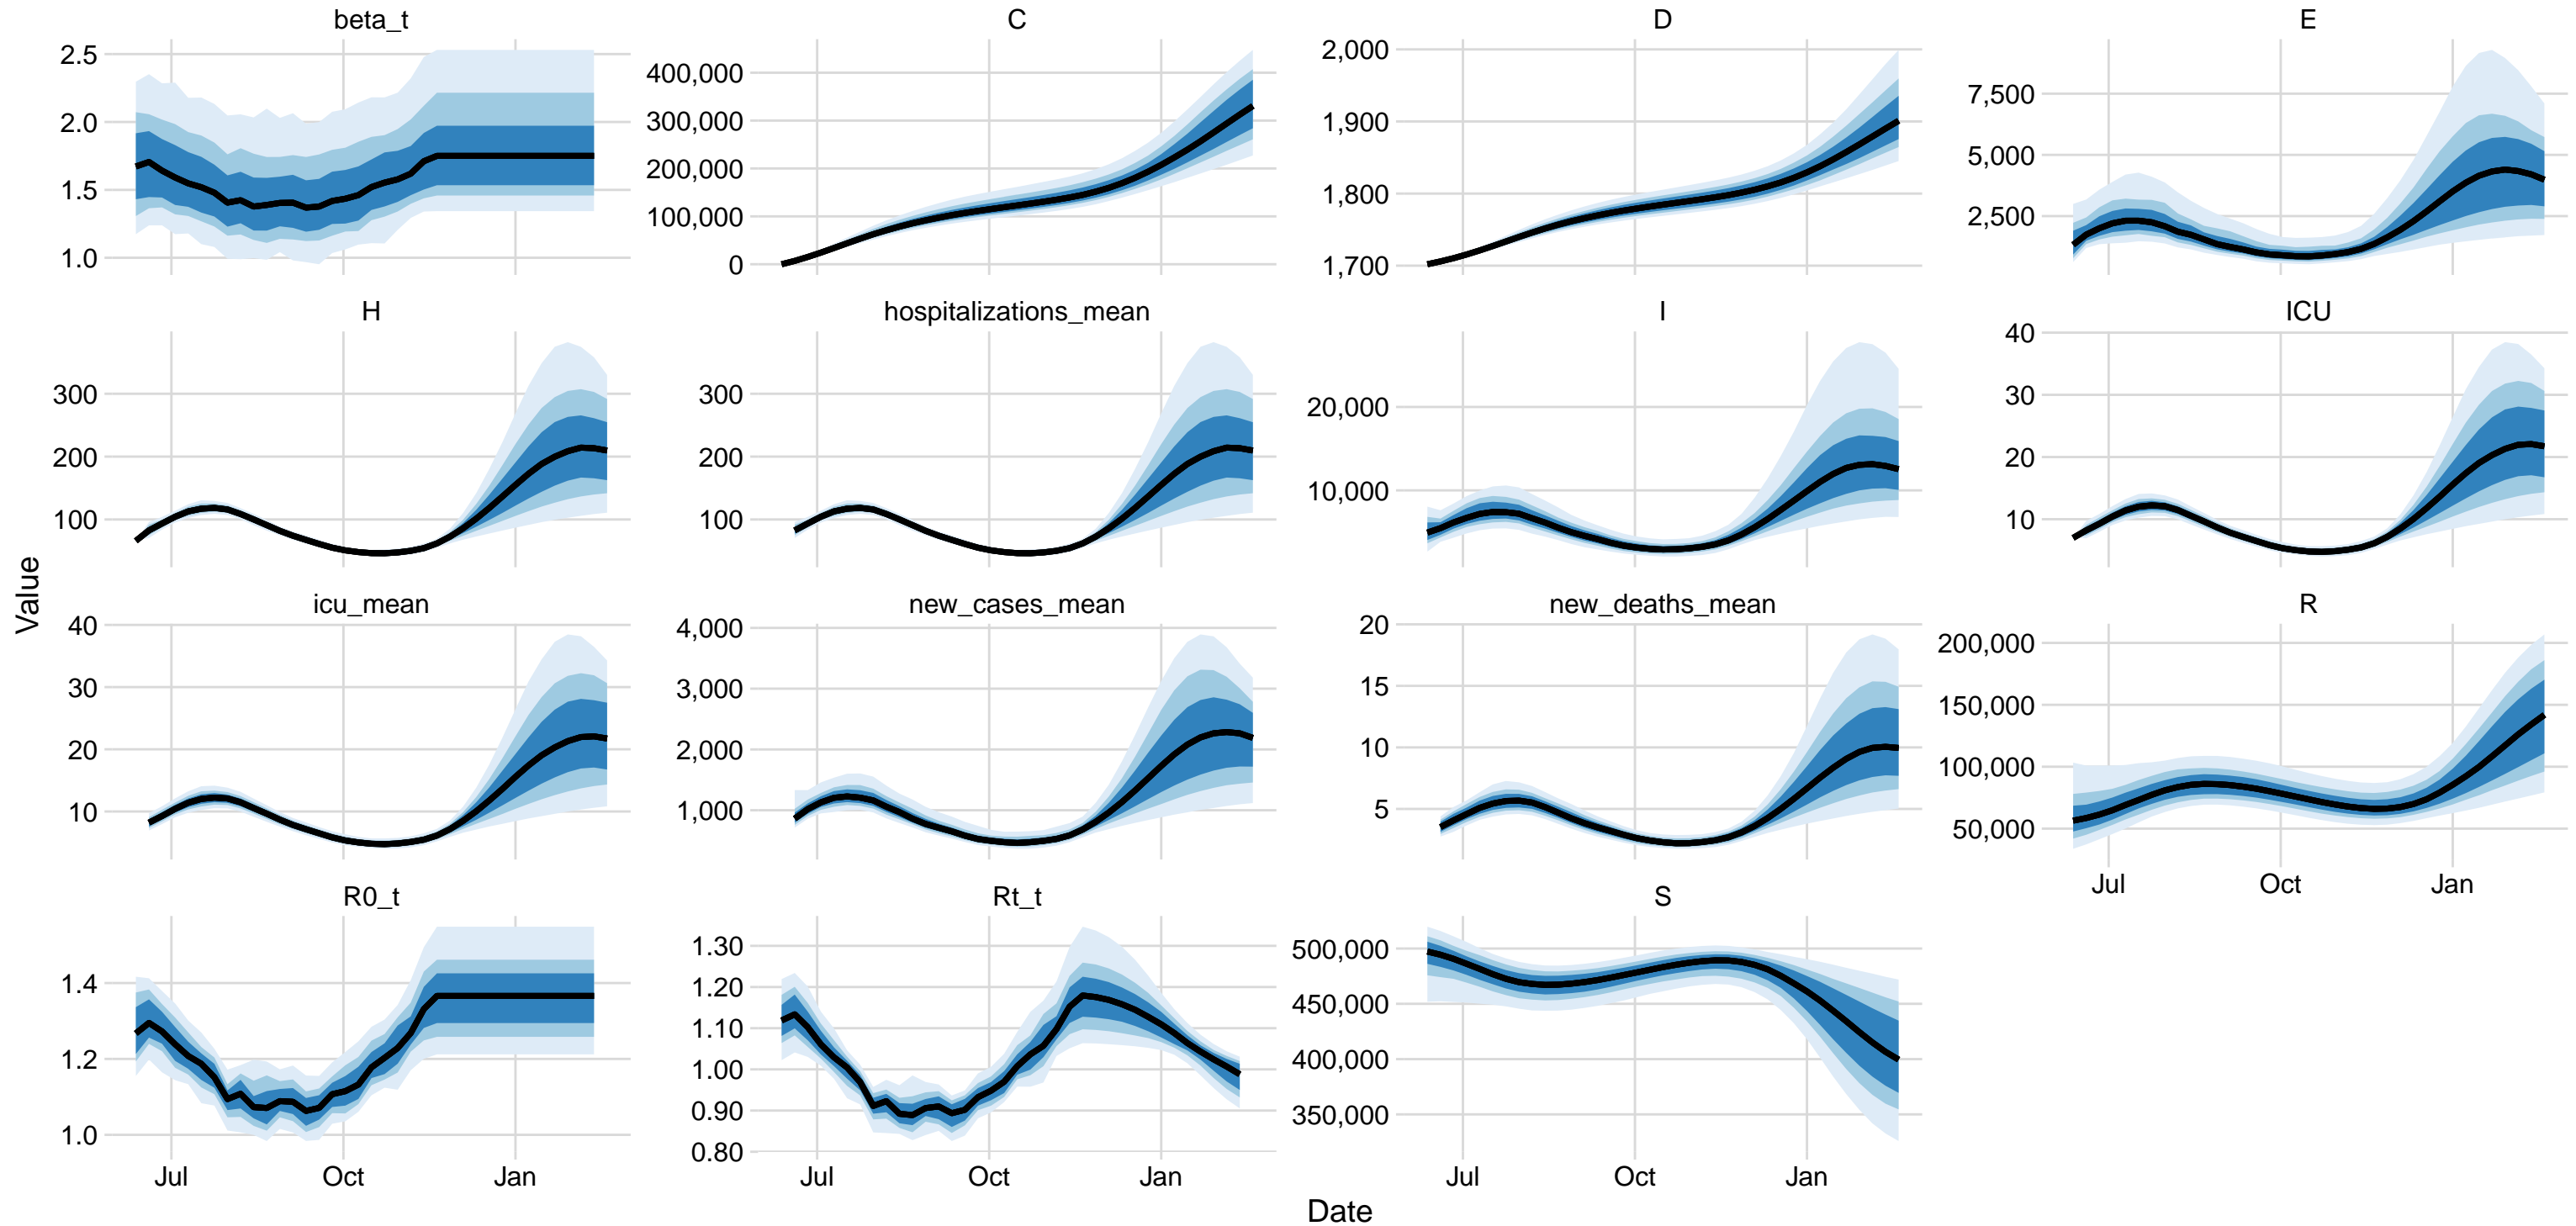 beta_t
C
D
E
2.5
2.0
1.5
1.0
400,000
300,000
200,000
100,000
0
2,000
1,900
1,800
1,700
7,500
5,000
2,500
H
hospitalizations_mean
I
ICU
300
200
100
300
200
100
20,000
10,000
40
30
20
10
Value
icu_mean
new_cases_mean
new_deaths_mean
R
40
30
20
10
4,000
3,000
2,000
1,000
20
15
10
5
200,000
150,000
100,000
50,000
Jul Oct Jan
R0_t
Rt_t
S
1.4
1.2
1.0
1.30
1.20
1.10
1.00
0.90
0.80
500,000
450,000
400,000
350,000
Jul Oct Jan
Jul Oct Jan
Jul Oct Jan
Date